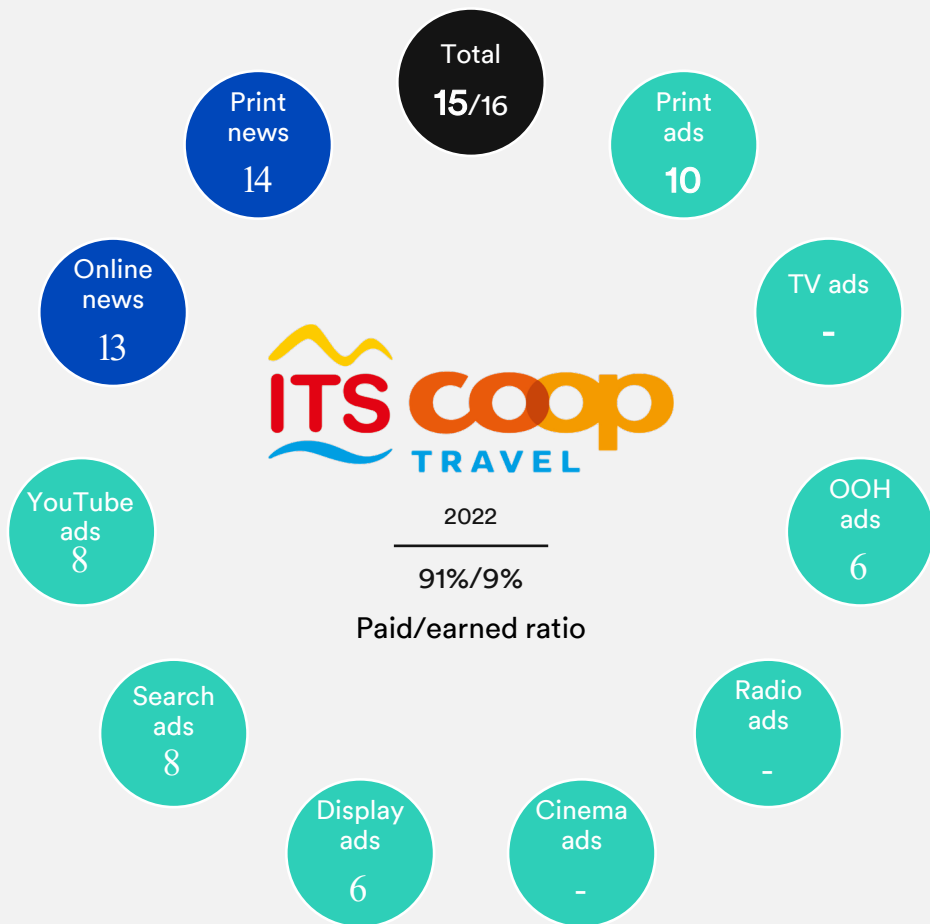 Total
15/16
Print
ads
10
TV ads
-
OOH
ads
6
Radio
ads
-
Cinema
ads
-
Display
ads
6
Search
ads
8
YouTube
ads
8
Online
news
13
Print
news
14
ITS coop
TRAVEL
2022
91%/9%
Paid/earned ratio